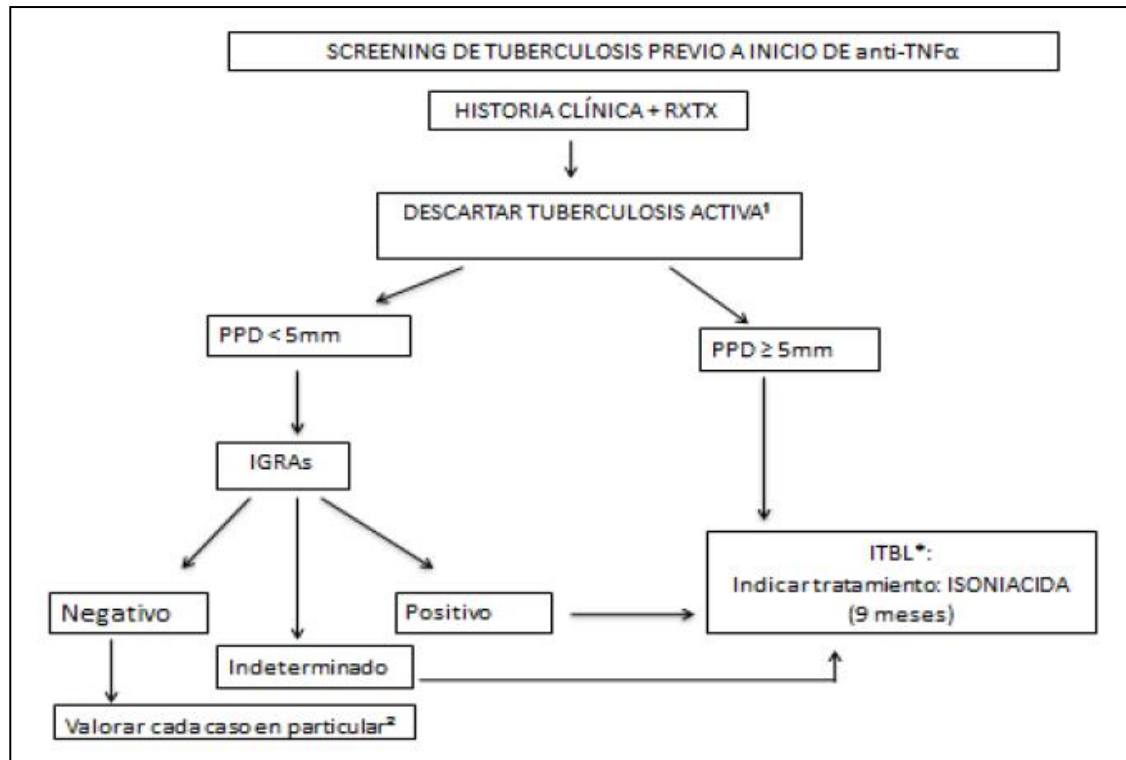 SCREENING DE TUBERCULOSIS PREVIO A INICIO DE anti-TNFα
HISTORIA CLÍNICA + RXTX
DESCARTAR TUBERCULOSIS ACTIVA¹
PPD < 5mm
PPD ≥ 5mm
IGRAs
ITBL*:
Indicar tratamiento: ISONIACIDA
(9 meses)
Negativo
Positivo
Indeterminado
Valorar cada caso en particular²